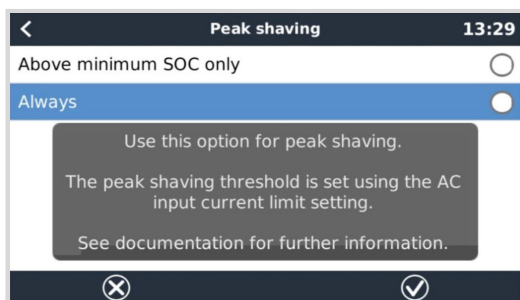 Peak shaving 13:29
Above minimum SOC only
Always
Use this option for peak shaving.
The peak shaving threshold is set using the AC
input current limit setting.
See documentation for further information.